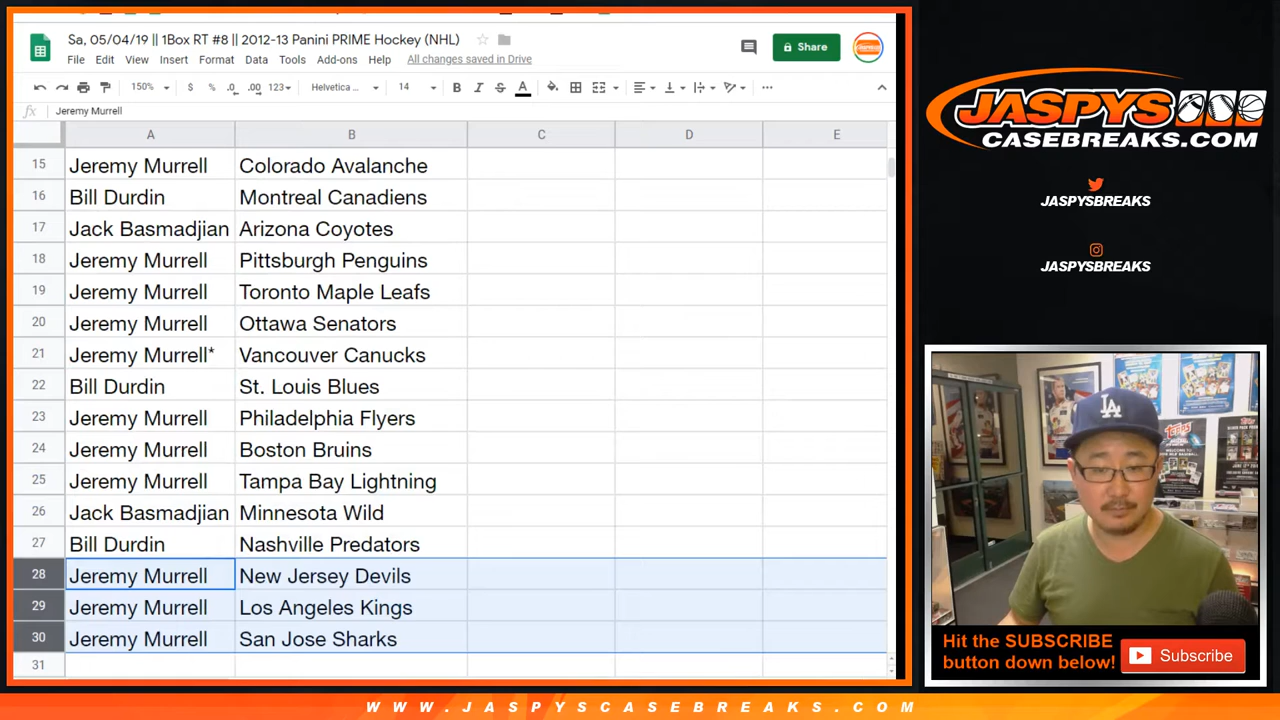 Sa, 05/04/19 || 1Box RT #8 || 2012-13 Panini PRIME Hockey (NHL)
Share
File Edit View Insert Format Data Tools Add-ons Help All changes saved in Drive
150% $ % .0 .00 123 Helvetica ... 14 B I S A
fx Jeremy Murrell
A B C D E
15 Jeremy Murrell Colorado Avalanche
16 Bill Durdin Montreal Canadiens
17 Jack Basmadjian Arizona Coyotes
18 Jeremy Murrell Pittsburgh Penguins
19 Jeremy Murrell Toronto Maple Leafs
20 Jeremy Murrell Ottawa Senators
21 Jeremy Murrell* Vancouver Canucks
22 Bill Durdin St. Louis Blues
23 Jeremy Murrell Philadelphia Flyers
24 Jeremy Murrell Boston Bruins
25 Jeremy Murrell Tampa Bay Lightning
26 Jack Basmadjian Minnesota Wild
27 Bill Durdin Nashville Predators
28 Jeremy Murrell New Jersey Devils
29 Jeremy Murrell Los Angeles Kings
30 Jeremy Murrell San Jose Sharks
31
JASPYS
CASEBREAKS.COM
JASPYSBREAKS
JASPYSBREAKS
LA
Hit the SUBSCRIBE
button down below!
Subscribe
WWW.JASPYSCASEBREAKS.COM